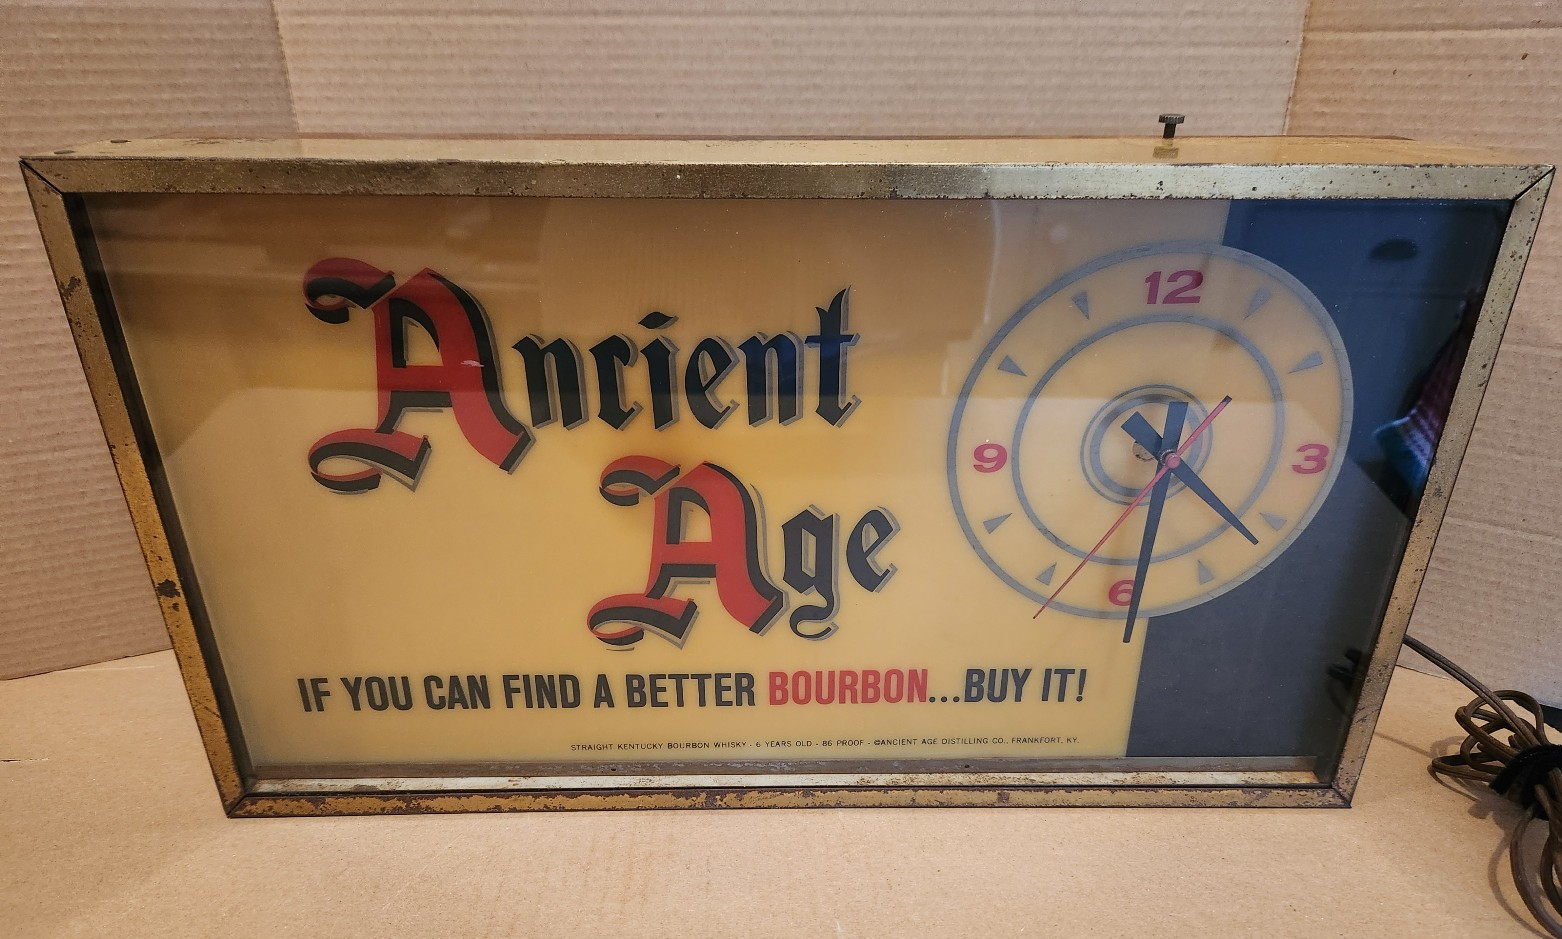 Ancient
Age
IF YOU CAN FIND A BETTER BOURBON...BUY IT!
STRAIGHT KENTUCKY BOURBON WHISKY - 6 YEARS OLD - 86 PROOF - ©ANCIENT AGE DISTILLING CO., FRANKFORT, KY.
12
9 3
6